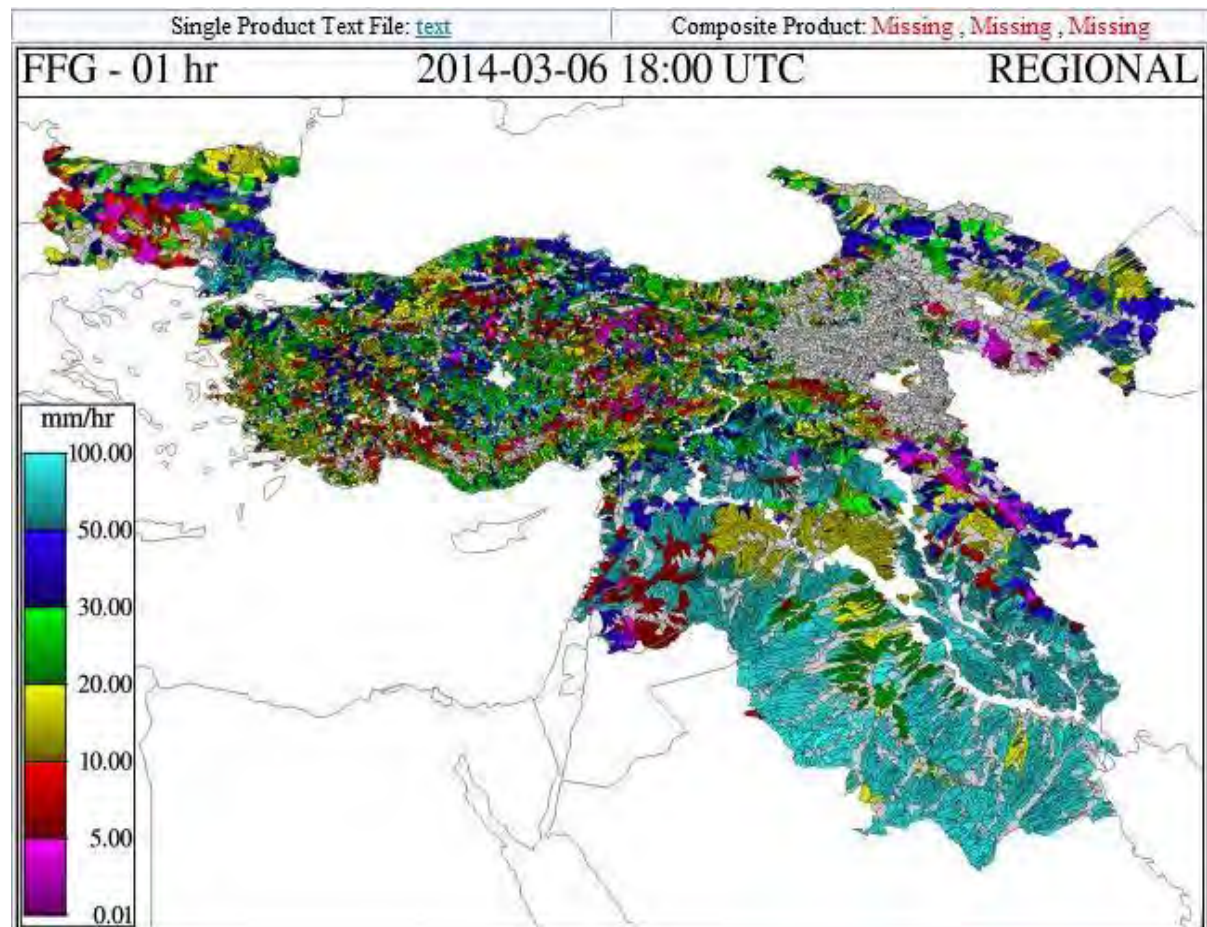 Single Product Text File: text
Composite Product: Missing , Missing , Missing
FFG - 01 hr
2014-03-06 18:00 UTC
REGIONAL
mm/hr
100.00
50.00
30.00
20.00
10.00
5.00
0.01